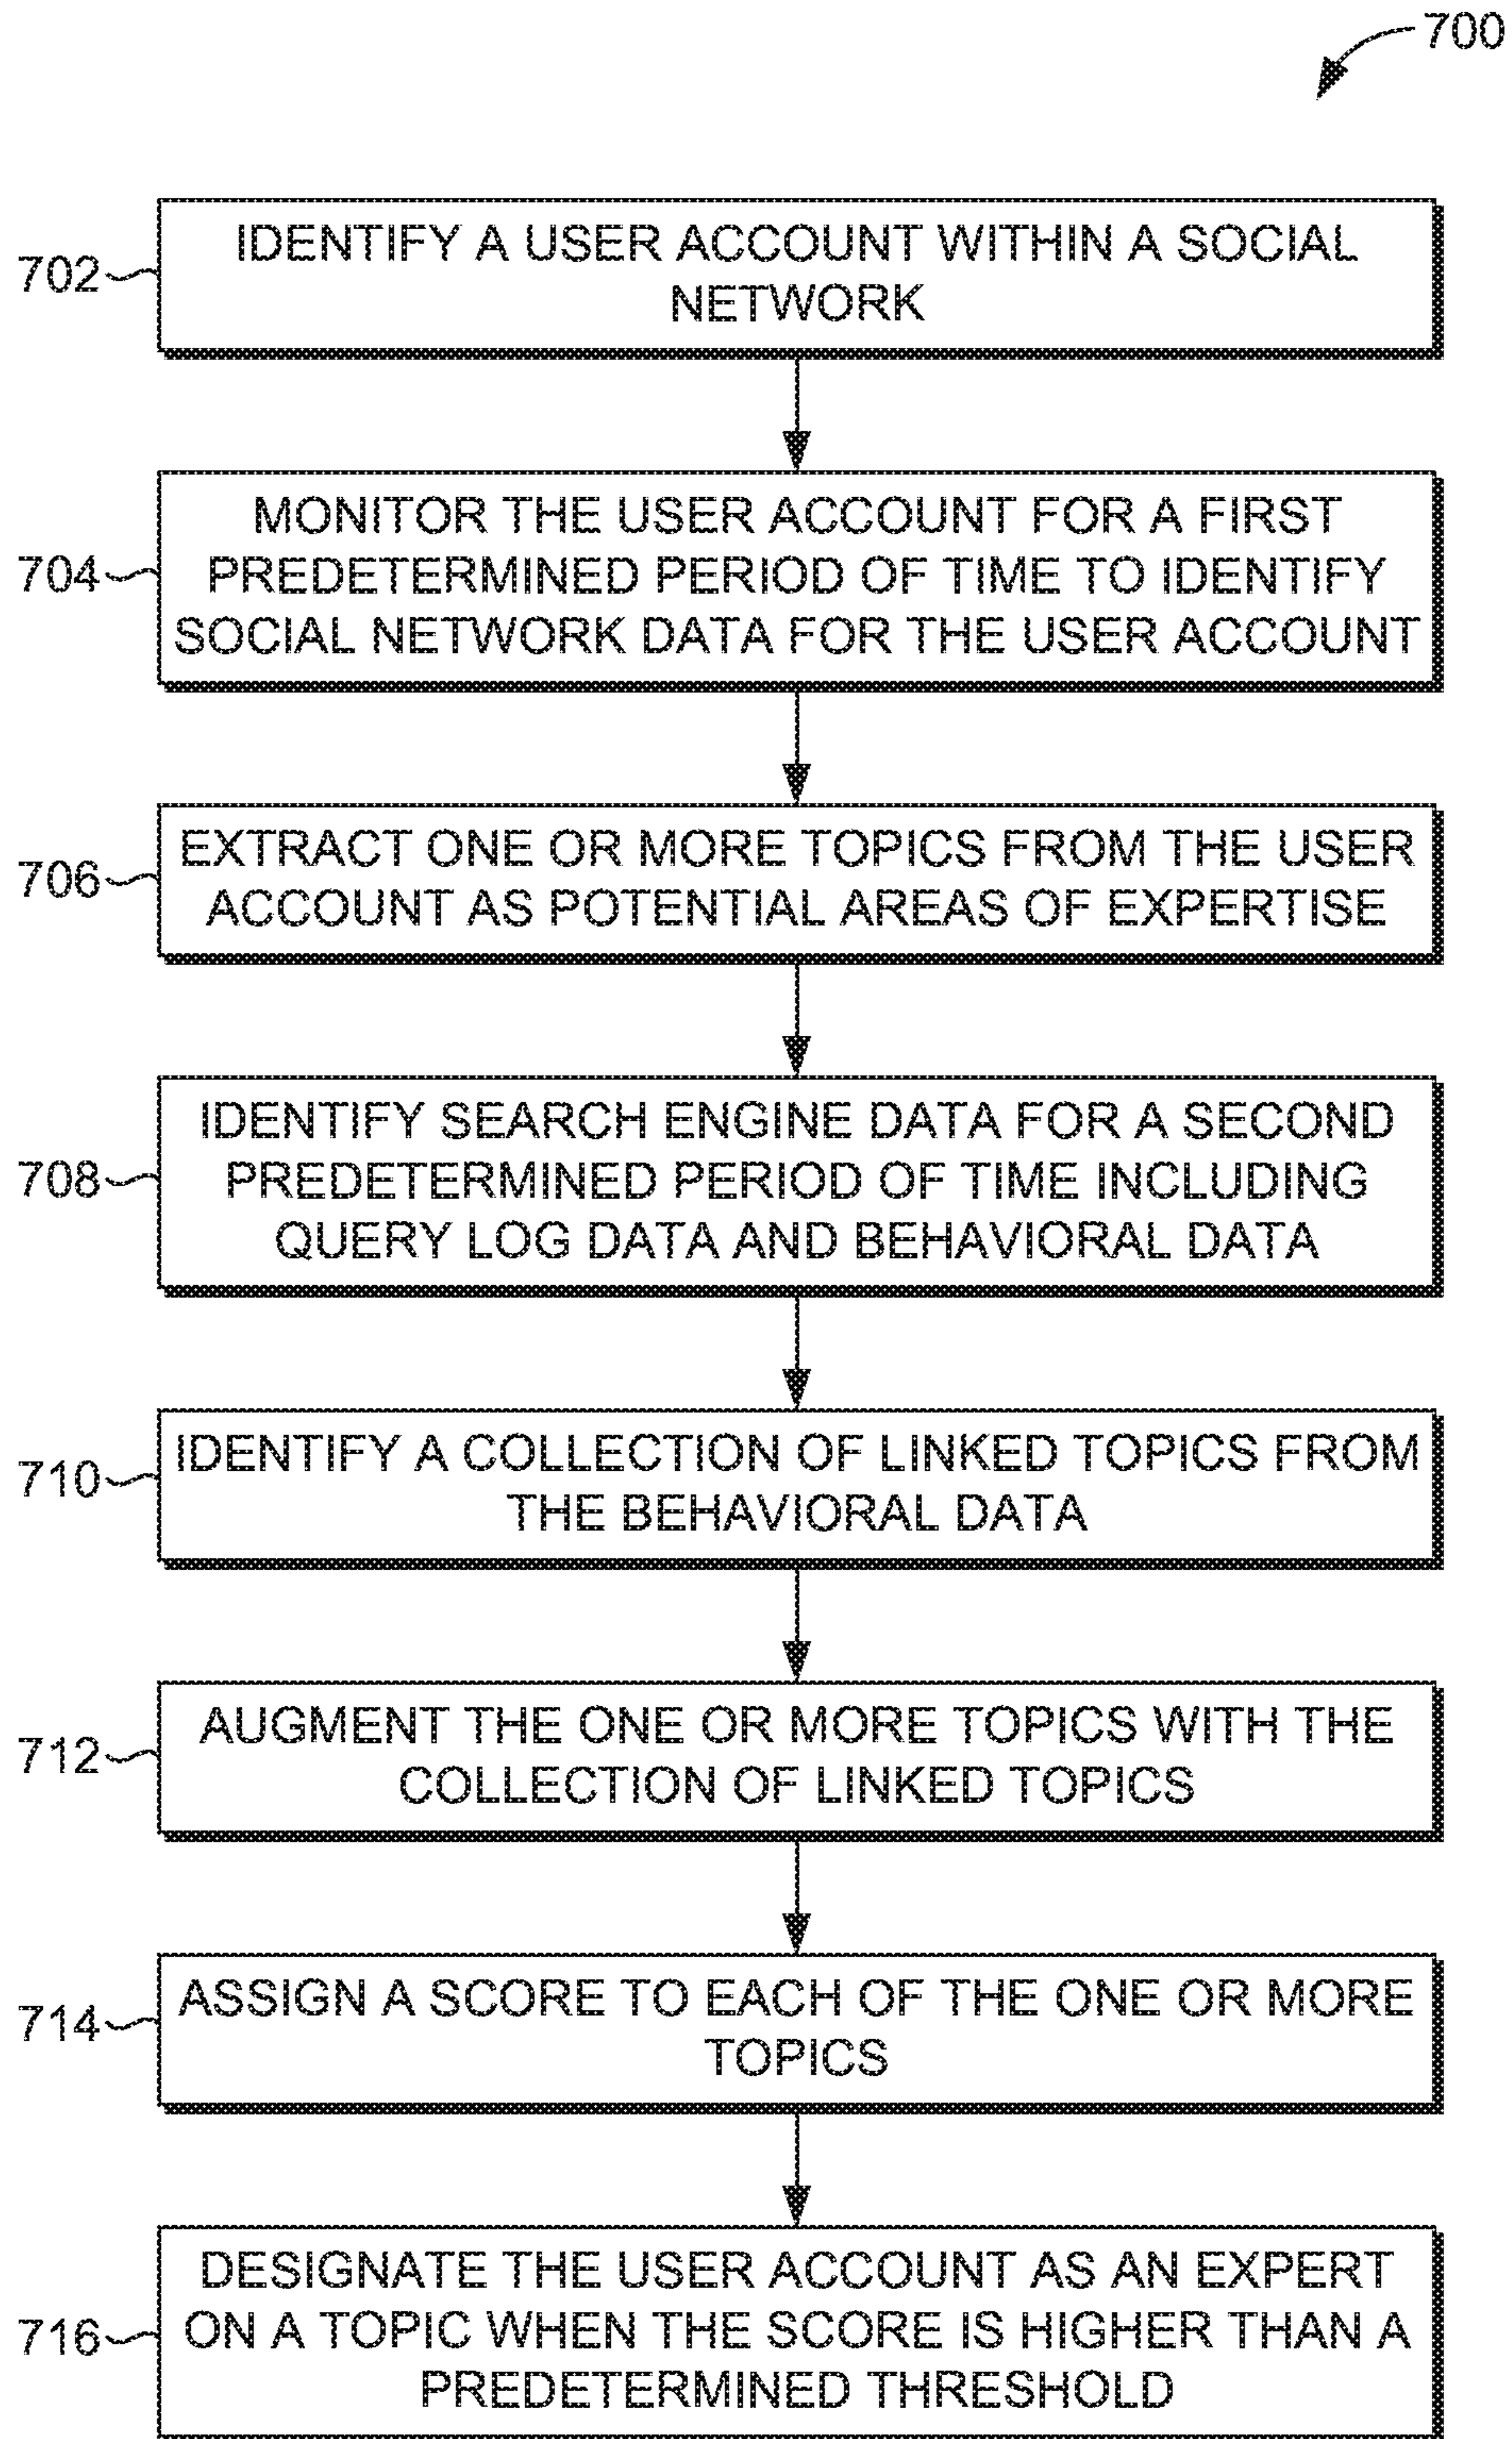 700
702
IDENTIFY A USER ACCOUNT WITHIN A SOCIAL
NETWORK
704
MONITOR THE USER ACCOUNT FOR A FIRST
PREDETERMINED PERIOD OF TIME TO IDENTIFY
SOCIAL NETWORK DATA FOR THE USER ACCOUNT
706
EXTRACT ONE OR MORE TOPICS FROM THE USER
ACCOUNT AS POTENTIAL AREAS OF EXPERTISE
708
IDENTIFY SEARCH ENGINE DATA FOR A SECOND
PREDETERMINED PERIOD OF TIME INCLUDING
QUERY LOG DATA AND BEHAVIORAL DATA
710
IDENTIFY A COLLECTION OF LINKED TOPICS FROM
THE BEHAVIORAL DATA
712
AUGMENT THE ONE OR MORE TOPICS WITH THE
COLLECTION OF LINKED TOPICS
714
ASSIGN A SCORE TO EACH OF THE ONE OR MORE
TOPICS
716
DESIGNATE THE USER ACCOUNT AS AN EXPERT
ON A TOPIC WHEN THE SCORE IS HIGHER THAN A
PREDETERMINED THRESHOLD